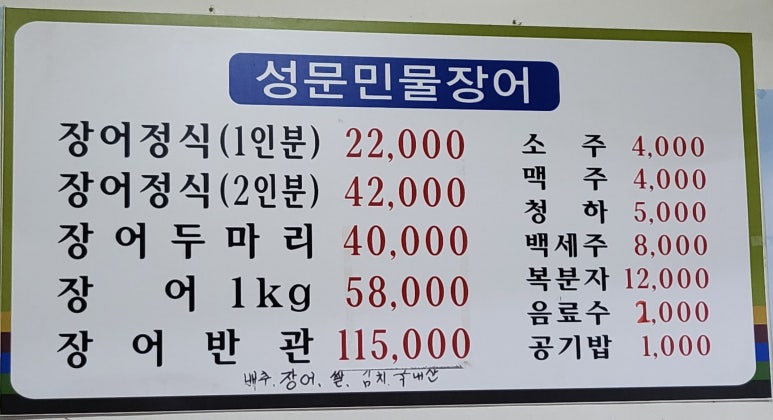 성문민물장어
장어정식(1인분) 22,000
장어정식(2인분) 42,000
장어두마리 40,000
장 어 1kg 58,000
장어반관 115,000
배추, 장어, 쌀, 김치 국내산
소 주 4,000
맥 주 4,000
청 하 5,000
백세주 8,000
복분자 12,000
음료수 2,000
공기밥 1,000